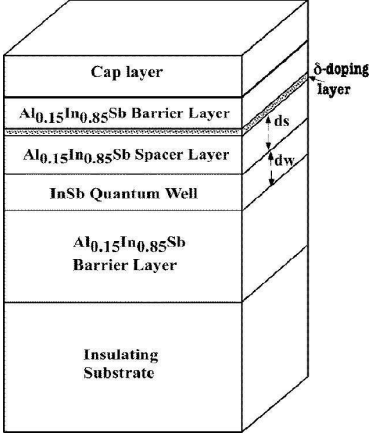 Cap layer
δ-doping
layer
Al0.15In0.85Sb Barrier Layer
ds
Al0.15In0.85Sb Spacer Layer
dw
InSb Quantum Well
Al0.15In0.85Sb
Barrier Layer
Insulating
Substrate